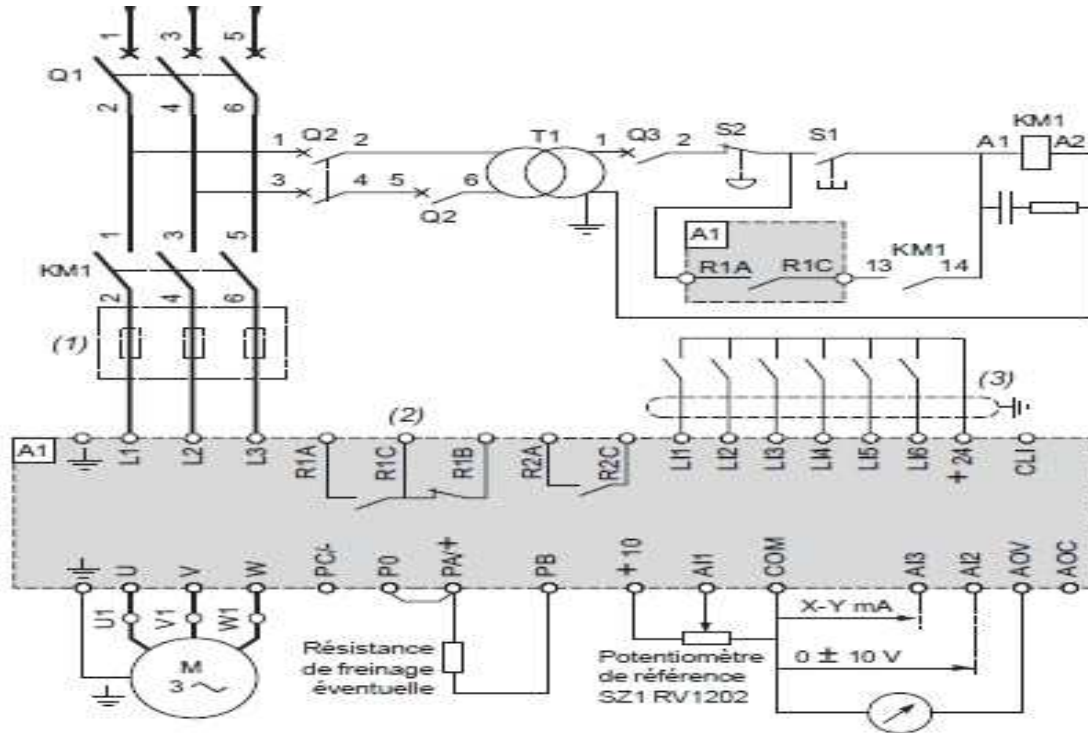 1 3 5
Q1
2 4 6
1 Q2 2 T1 1 Q3 2 S2 S1 KM1
A1 A2
3 4 5 6
Q2
1 3 5
KM1
2 4 6
A1 KM1
R1A R1C 13 14
(1)
(2) (3)
A1
L1 L2 L3 R1A R1C R1B R2A R2C LI1 LI2 LI3 LI4 LI5 LI6 +24 CLI
U V W PC/- P0 PA/+ PB +10 AI1 COM AI3 AI2 AOV AOC
U1 V1 W1
X-Y mA
M
3
Résistance
de freinage
éventuelle
Potentiomètre
de référence
SZ1 RV1202
0 ± 10 V